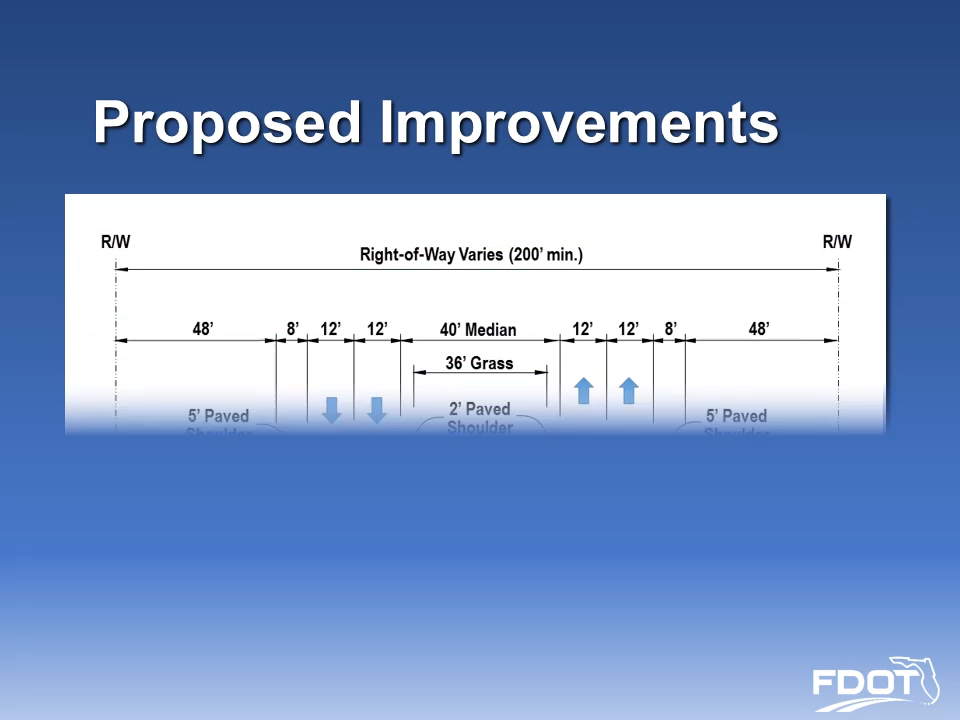 Proposed Improvements
R/W R/W
Right-of-Way Varies (200’ min.)
48’ 8’ 12’ 12’ 40’ Median 12’ 12’ 8’ 48’
36’ Grass
5’ Paved Shoulder
2’ Paved Shoulder
5’ Paved Shoulder
FDOT